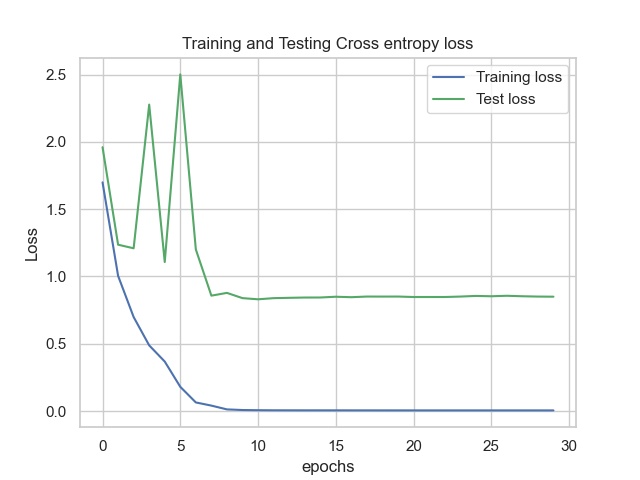 Training and Testing Cross entropy loss
Training loss
Test loss
2.5
2.0
1.5
1.0
0.5
0.0
Loss
0 5 10 15 20 25 30
epochs